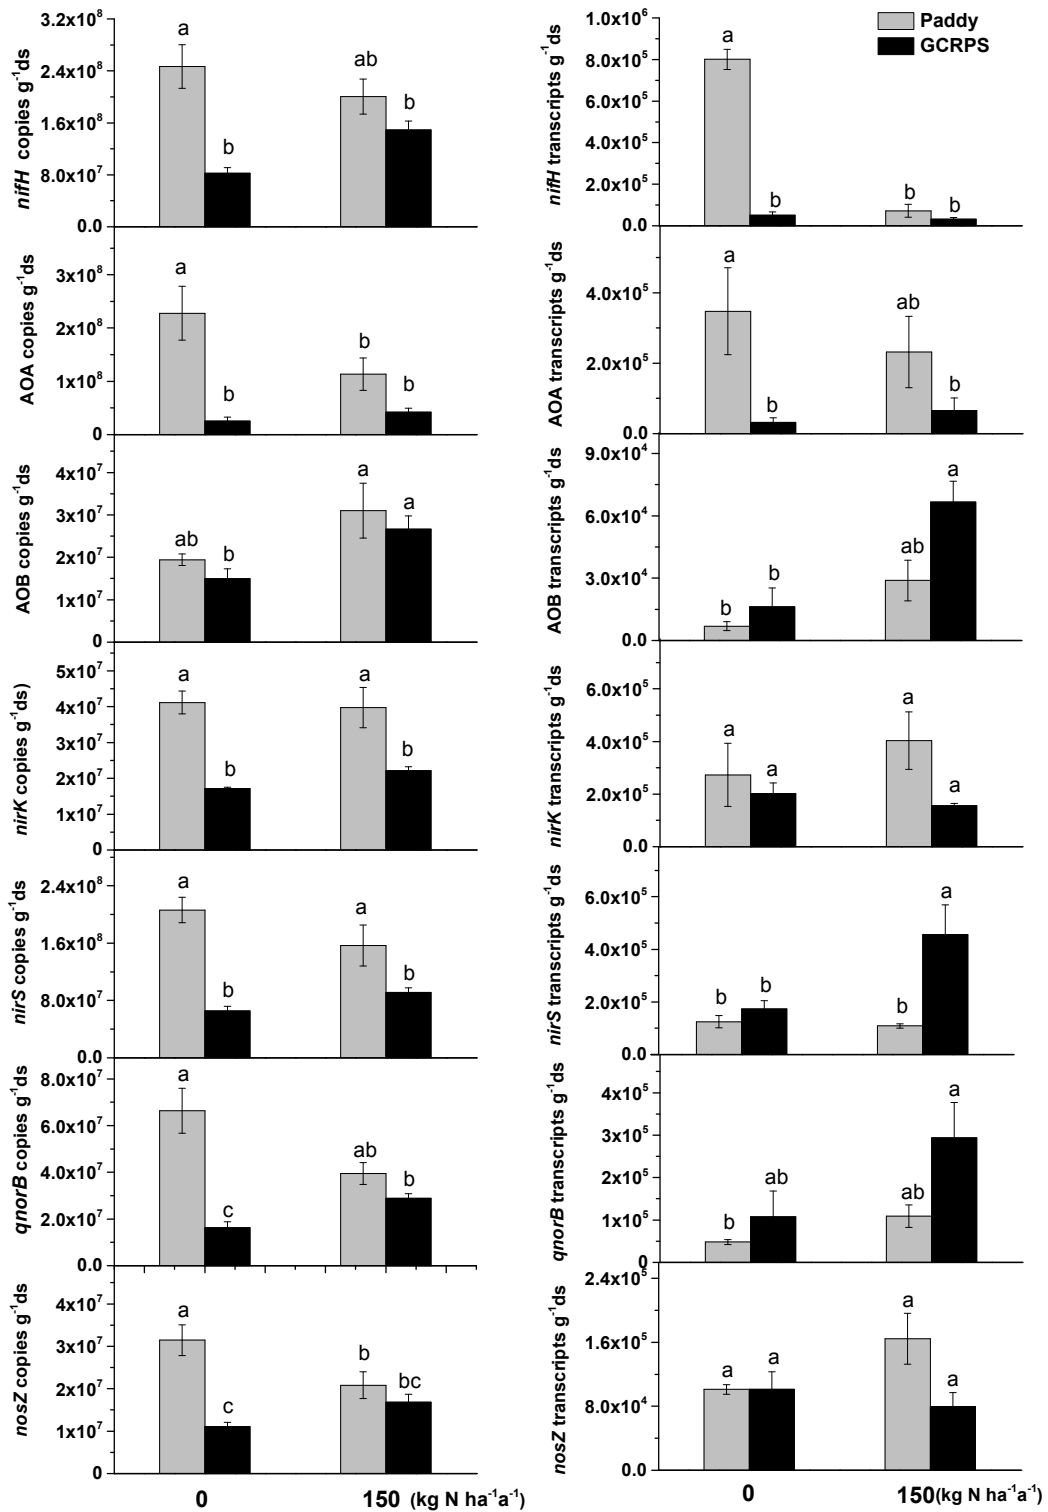 Paddy
GCRPS
nifH copies g⁻¹ds
3.2x10⁸
2.4x10⁸
1.6x10⁸
8.0x10⁷
0.0
a
b
ab
b
nifH transcripts g⁻¹ds
1.0x10⁶
8.0x10⁵
6.0x10⁵
4.0x10⁵
2.0x10⁵
0.0
a
b
b
b
AOA copies g⁻¹ds
3x10⁸
2x10⁸
1x10⁸
0
a
b
b
b
AOA transcripts g⁻¹ds
4.0x10⁵
2.0x10⁵
0.0
a
b
ab
b
AOB copies g⁻¹ds
4x10⁷
3x10⁷
2x10⁷
1x10⁷
0
ab
b
a
a
AOB transcripts g⁻¹ds
9.0x10⁴
6.0x10⁴
3.0x10⁴
0.0
b
b
ab
a
nirK copies g⁻¹ds)
5x10⁷
4x10⁷
3x10⁷
2x10⁷
1x10⁷
0
a
b
a
b
nirK transcripts g⁻¹ds
6.0x10⁵
4.0x10⁵
2.0x10⁵
0.0
a
a
a
a
nirS copies g⁻¹ds
2.4x10⁸
1.6x10⁸
8.0x10⁷
0.0
a
b
a
b
nirS transcripts g⁻¹ds
6.0x10⁵
4.0x10⁵
2.0x10⁵
0.0
b
b
b
a
qnorB copies g⁻¹ds
8.0x10⁷
6.0x10⁷
4.0x10⁷
2.0x10⁷
0.0
a
c
ab
b
qnorB transcripts g⁻¹ds
4x10⁵
3x10⁵
2x10⁵
1x10⁵
0
b
ab
ab
a
nosZ copies g⁻¹ds
4x10⁷
3x10⁷
2x10⁷
1x10⁷
0
a
c
b
bc
nosZ transcripts g⁻¹ds
2.4x10⁵
1.6x10⁵
8.0x10⁴
0.0
a
a
a
a
0 150 (kg N ha⁻¹a⁻¹)
0 150(kg N ha⁻¹a⁻¹)